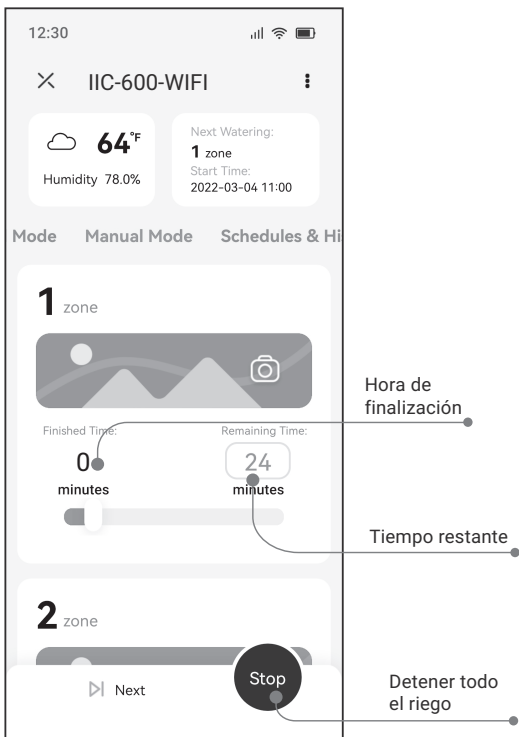 12:30
IIC-600-WIFI
64°F
Humidity 78.0%
Next Watering:
1 zone
Start Time:
2022-03-04 11:00
Mode Manual Mode Schedules & Hi
1 zone
Finished Time: Remaining Time:
0 24
minutes minutes
Hora de
finalización
Tiempo restante
2 zone
Next
Stop
Detener todo
el riego